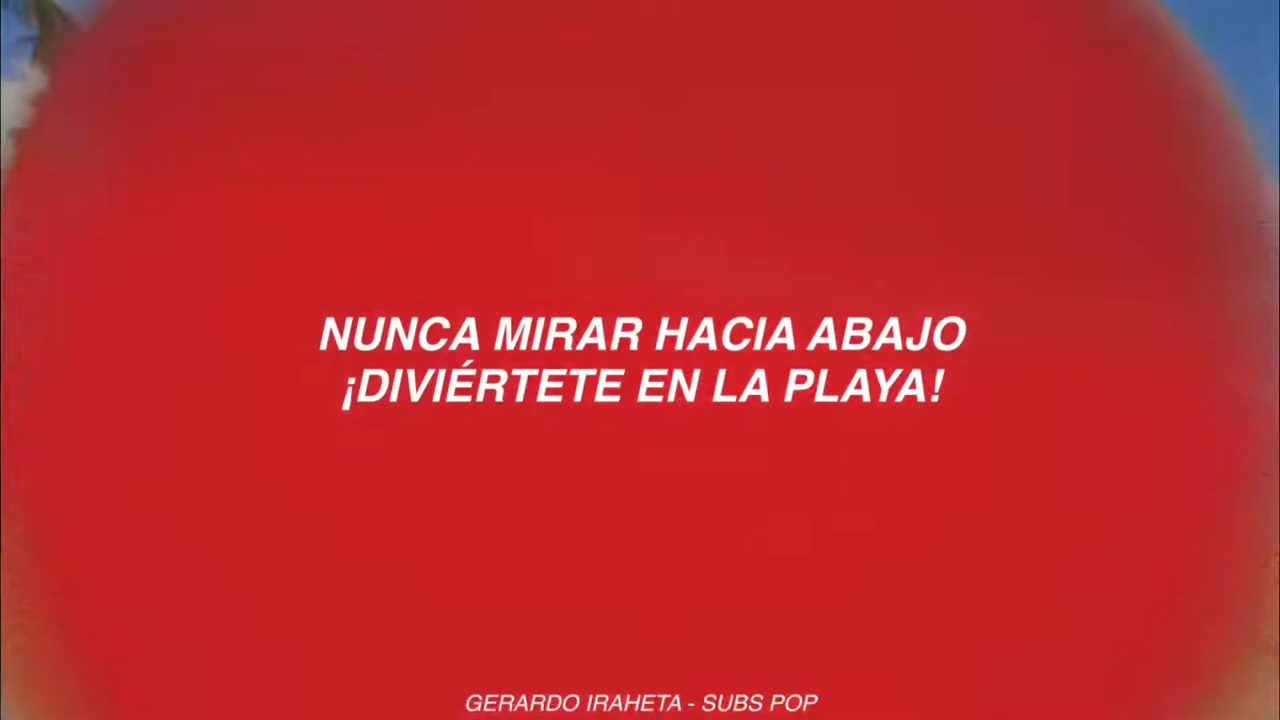 NUNCA MIRAR HACIA ABAJO
¡DIVIÉRTETE EN LA PLAYA!
GERARDO IRAHETA - SUBS POP